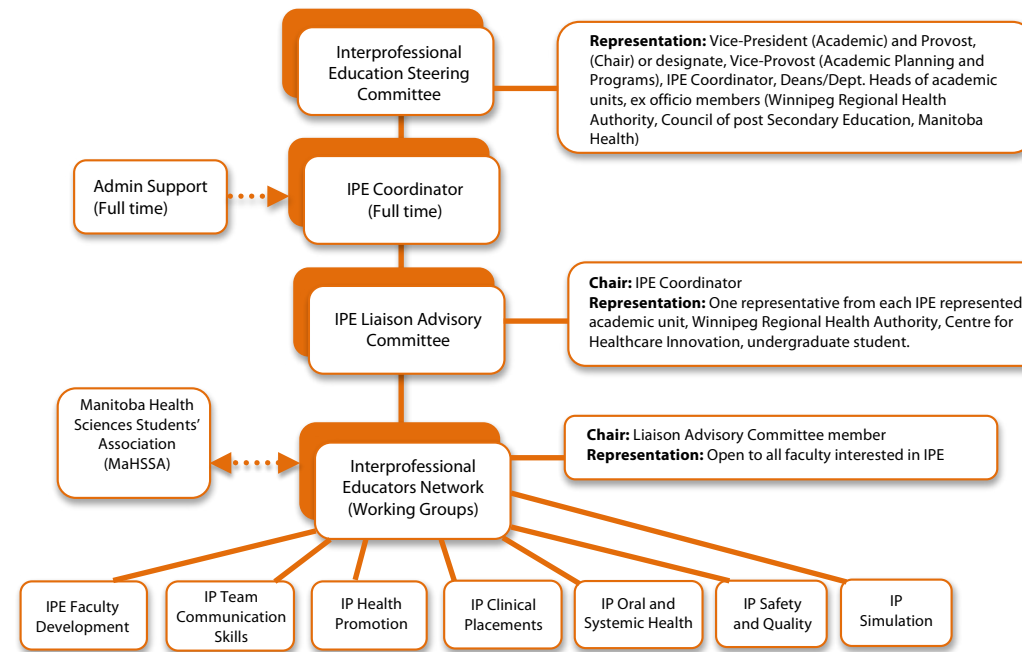 Interprofessional
Education Steering
Committee
Representation: Vice-President (Academic) and Provost,
(Chair) or designate, Vice-Provost (Academic Planning and
Programs), IPE Coordinator, Deans/Dept. Heads of academic
units, ex officio members (Winnipeg Regional Health
Authority, Council of post Secondary Education, Manitoba
Health)
Admin Support
(Full time)
IPE Coordinator
(Full time)
IPE Liaison Advisory
Committee
Chair: IPE Coordinator
Representation: One representative from each IPE represented
academic unit, Winnipeg Regional Health Authority, Centre for
Healthcare Innovation, undergraduate student.
Manitoba Health
Sciences Students’
Association
(MaHSSA)
Interprofessional
Educators Network
(Working Groups)
Chair: Liaison Advisory Committee member
Representation: Open to all faculty interested in IPE
IPE Faculty
Development
IP Team
Communication
Skills
IP Health
Promotion
IP Clinical
Placements
IP Oral and
Systemic Health
IP Safety
and Quality
IP
Simulation